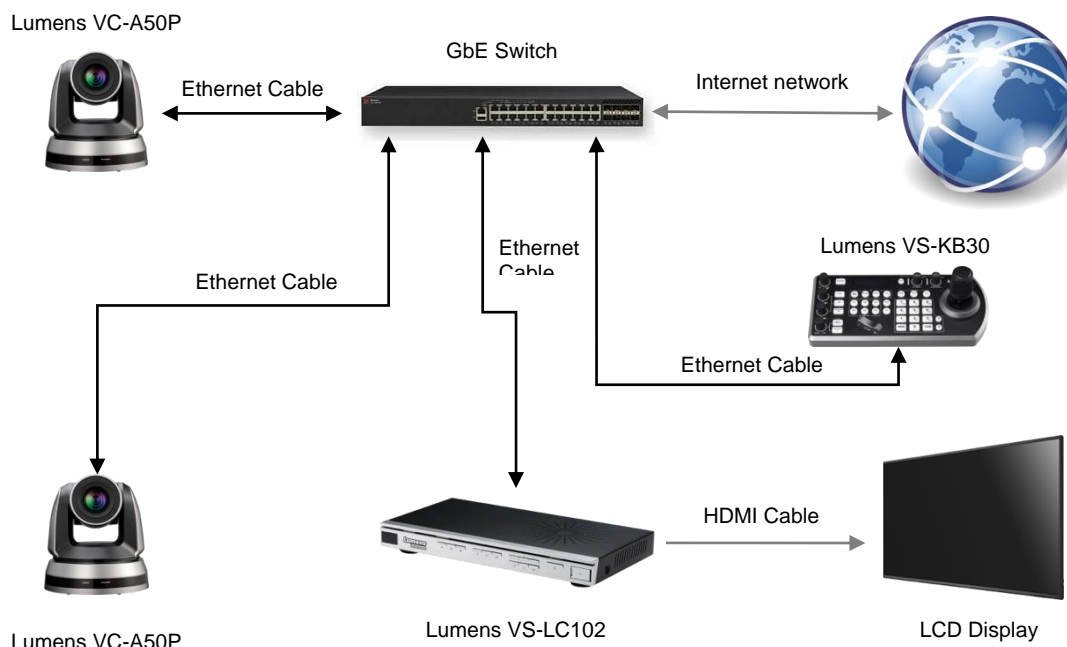 Lumens VC-A50P
GbE Switch
Ethernet Cable
Internet network
Ethernet
Cable
Lumens VS-KB30
Ethernet Cable
Ethernet Cable
HDMI Cable
Lumens VC-A50P
Lumens VS-LC102
LCD Display